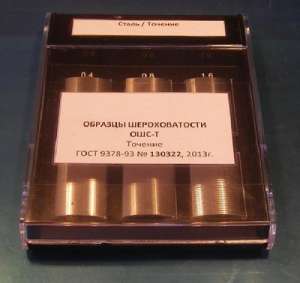 Сталь / Точение
0.4 0.8 1.6
ОБРАЗЦЫ ШЕРОХОВАТОСТИ
ОШС-Т
Точение
ГОСТ 9378-93 № 130322, 2013г.